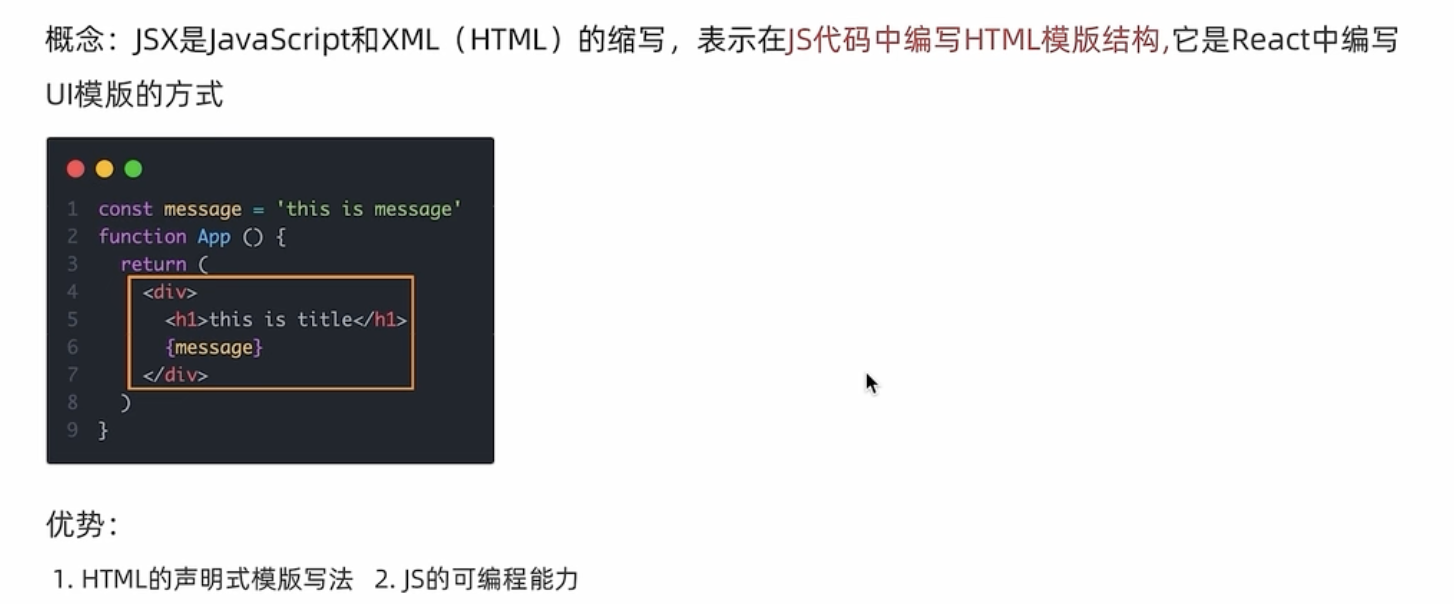 概念：JSX是JavaScript和XML（HTML）的缩写，表示在JS代码中编写HTML模版结构,它是React中编写
UI模版的方式
1 const message = 'this is message'
2 function App () {
3   return (
4     <div>
5       <h1>this is title</h1>
6       {message}
7     </div>
8   )
9 }
优势：
1. HTML的声明式模版写法 2. JS的可编程能力